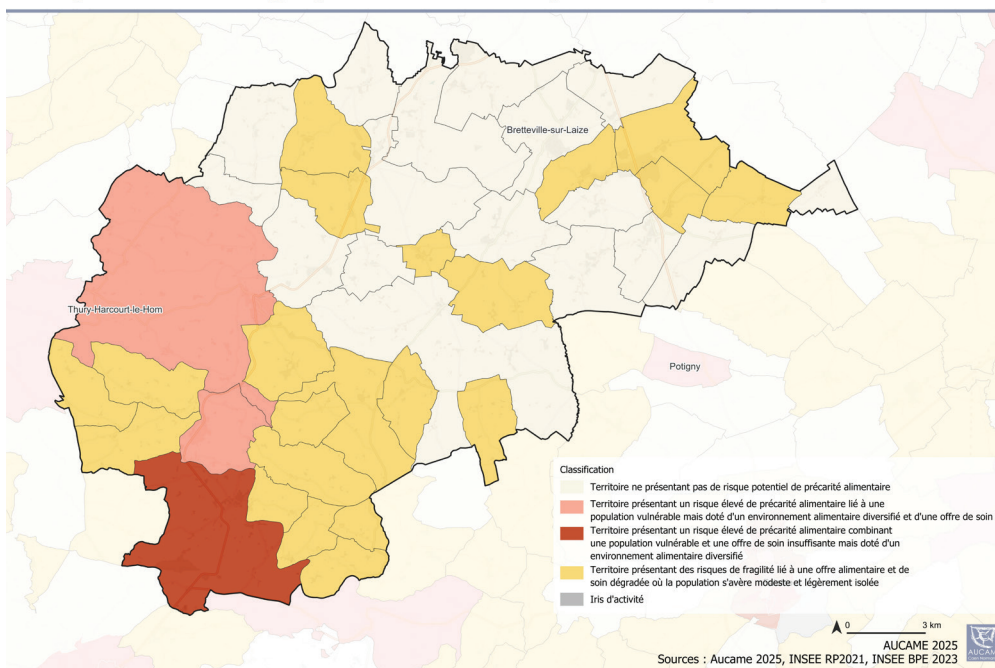 Bretteville-sur-Laize
Thury-Harcourt-le-Hom
Potigny
Classification
Territoire ne présentant pas de risque potentiel de précarité alimentaire
Territoire présentant un risque élevé de précarité alimentaire lié à une
population vulnérable mais doté d'un environnement alimentaire diversifié et d'une offre de soin
Territoire présentant un risque élevé de précarité alimentaire combinant
une population vulnérable et une offre de soin insuffisante mais doté d'un
environnement alimentaire diversifié
Territoire présentant des risques de fragilité lié à une offre alimentaire et de
soin dégradée où la population s'avère modeste et légèrement isolée
Iris d'activité
0 3 km
AUCAME 2025
Sources : Aucame 2025, INSEE RP2021, INSEE BPE 2023
AUCAME